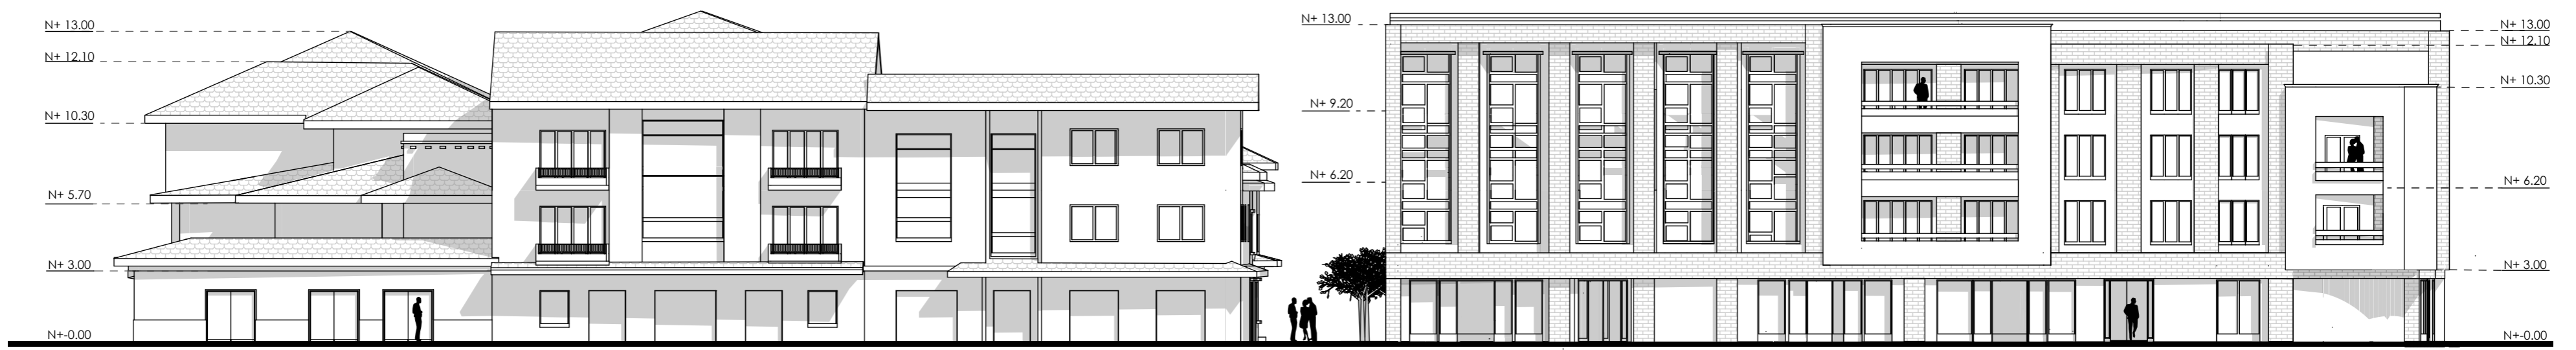 N+ 13.00
N+ 12.10
N+ 10.30
N+ 5.70
N+ 3.00
N+-0.00
N+ 13.00
N+ 9.20
N+ 6.20
N+ 13.00
N+ 12.10
N+ 10.30
N+ 6.20
N+ 3.00
N+-0.00